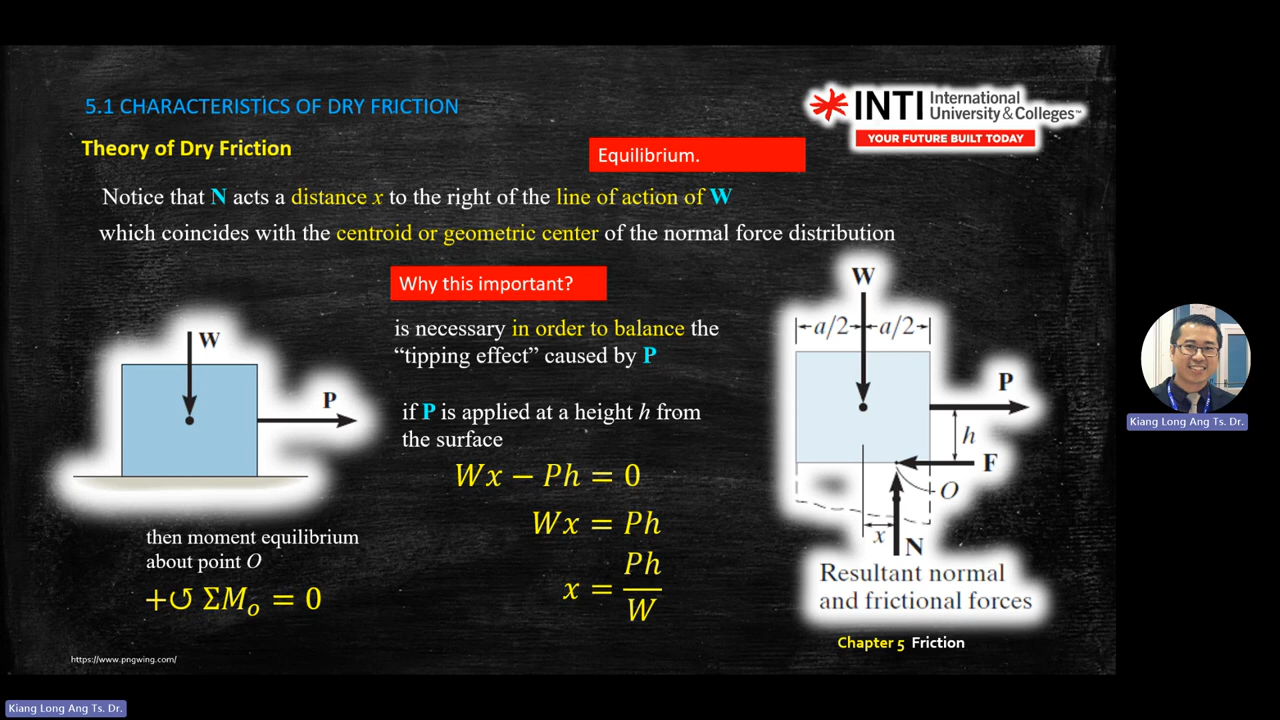 5.1 CHARACTERISTICS OF DRY FRICTION
INTI International
University & Colleges™
YOUR FUTURE BUILT TODAY
Theory of Dry Friction
Equilibrium.
Notice that N acts a distance x to the right of the line of action of W
which coincides with the centroid or geometric center of the normal force distribution
Why this important?
is necessary in order to balance the
“tipping effect” caused by P
if P is applied at a height h from
the surface
Wx − Ph = 0
Wx = Ph
x = Ph/W
W
P
then moment equilibrium
about point O
+↺ ΣMo = 0
W
a/2 a/2
P
h
F
O
x
N
Resultant normal
and frictional forces
Chapter 5 Friction
https://www.pngwing.com/
Kiang Long Ang Ts. Dr.
Kiang Long Ang Ts. Dr.